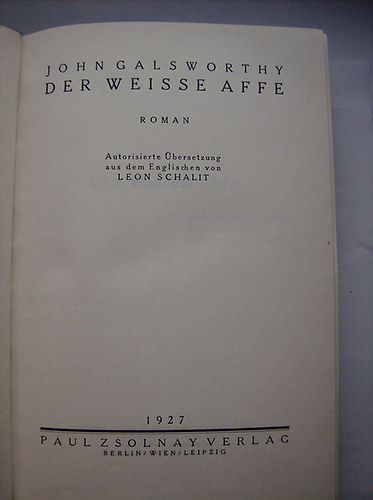 JOHN GALSWORTHY
DER WEISSE AFFE
ROMAN
Autorisierte Übersetzung
aus dem Englischen von
LEON SCHALIT
1927
PAUL ZSOLNAY VERLAG
BERLIN/WIEN/LEIPZIG